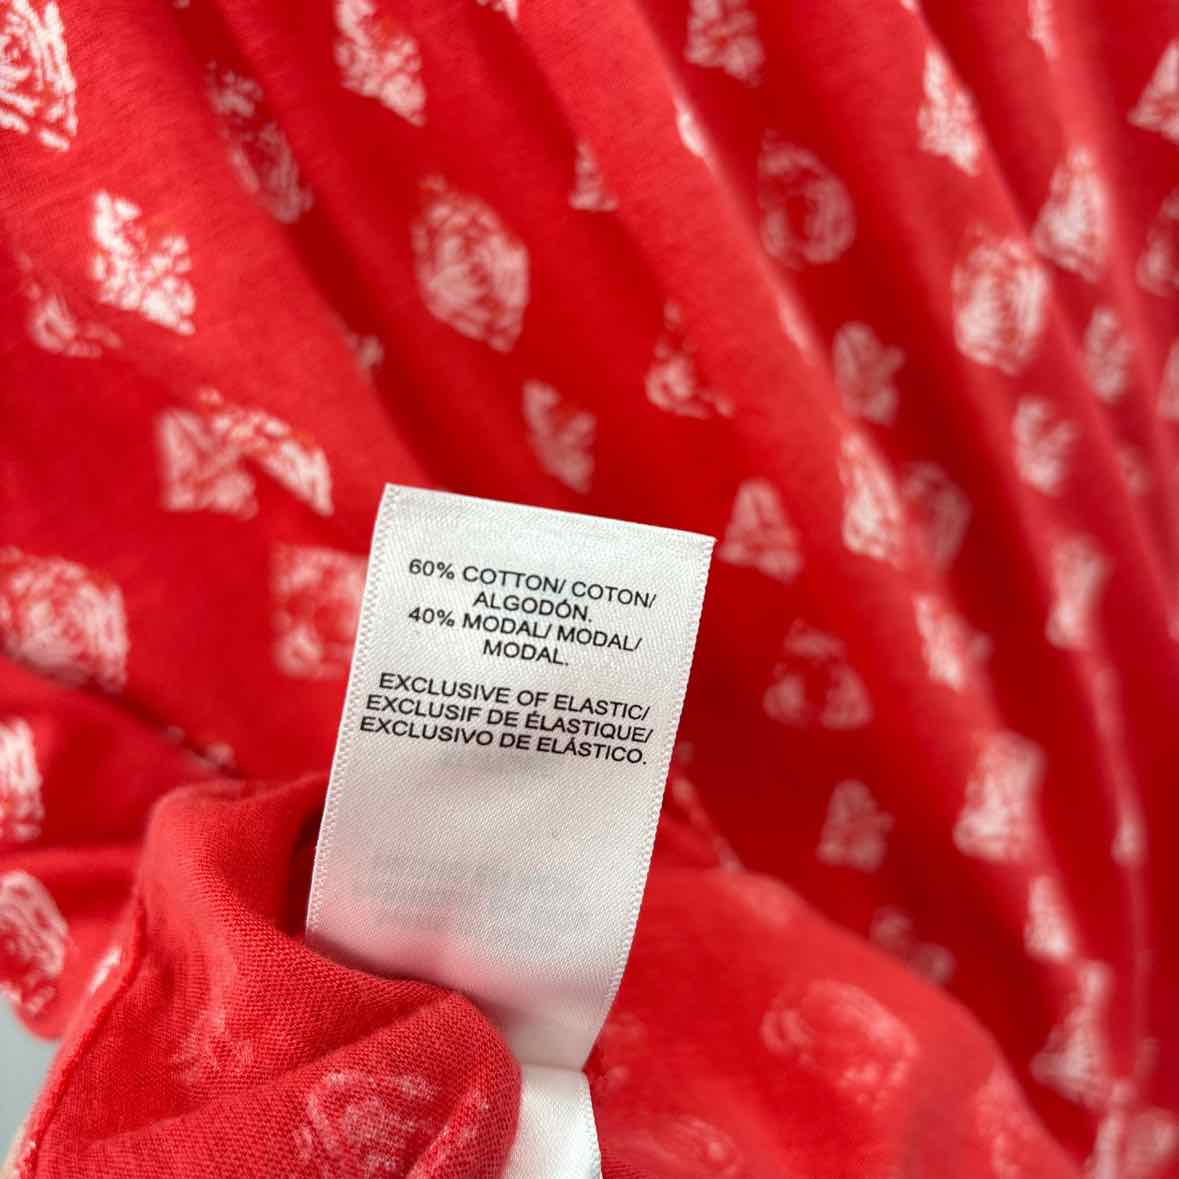 60% COTTON/ COTON/
ALGODÓN.
40% MODAL/ MODAL/
MODAL.
EXCLUSIVE OF ELASTIC/
EXCLUSIF DE ÉLASTIQUE/
EXCLUSIVO DE ELÁSTICO.